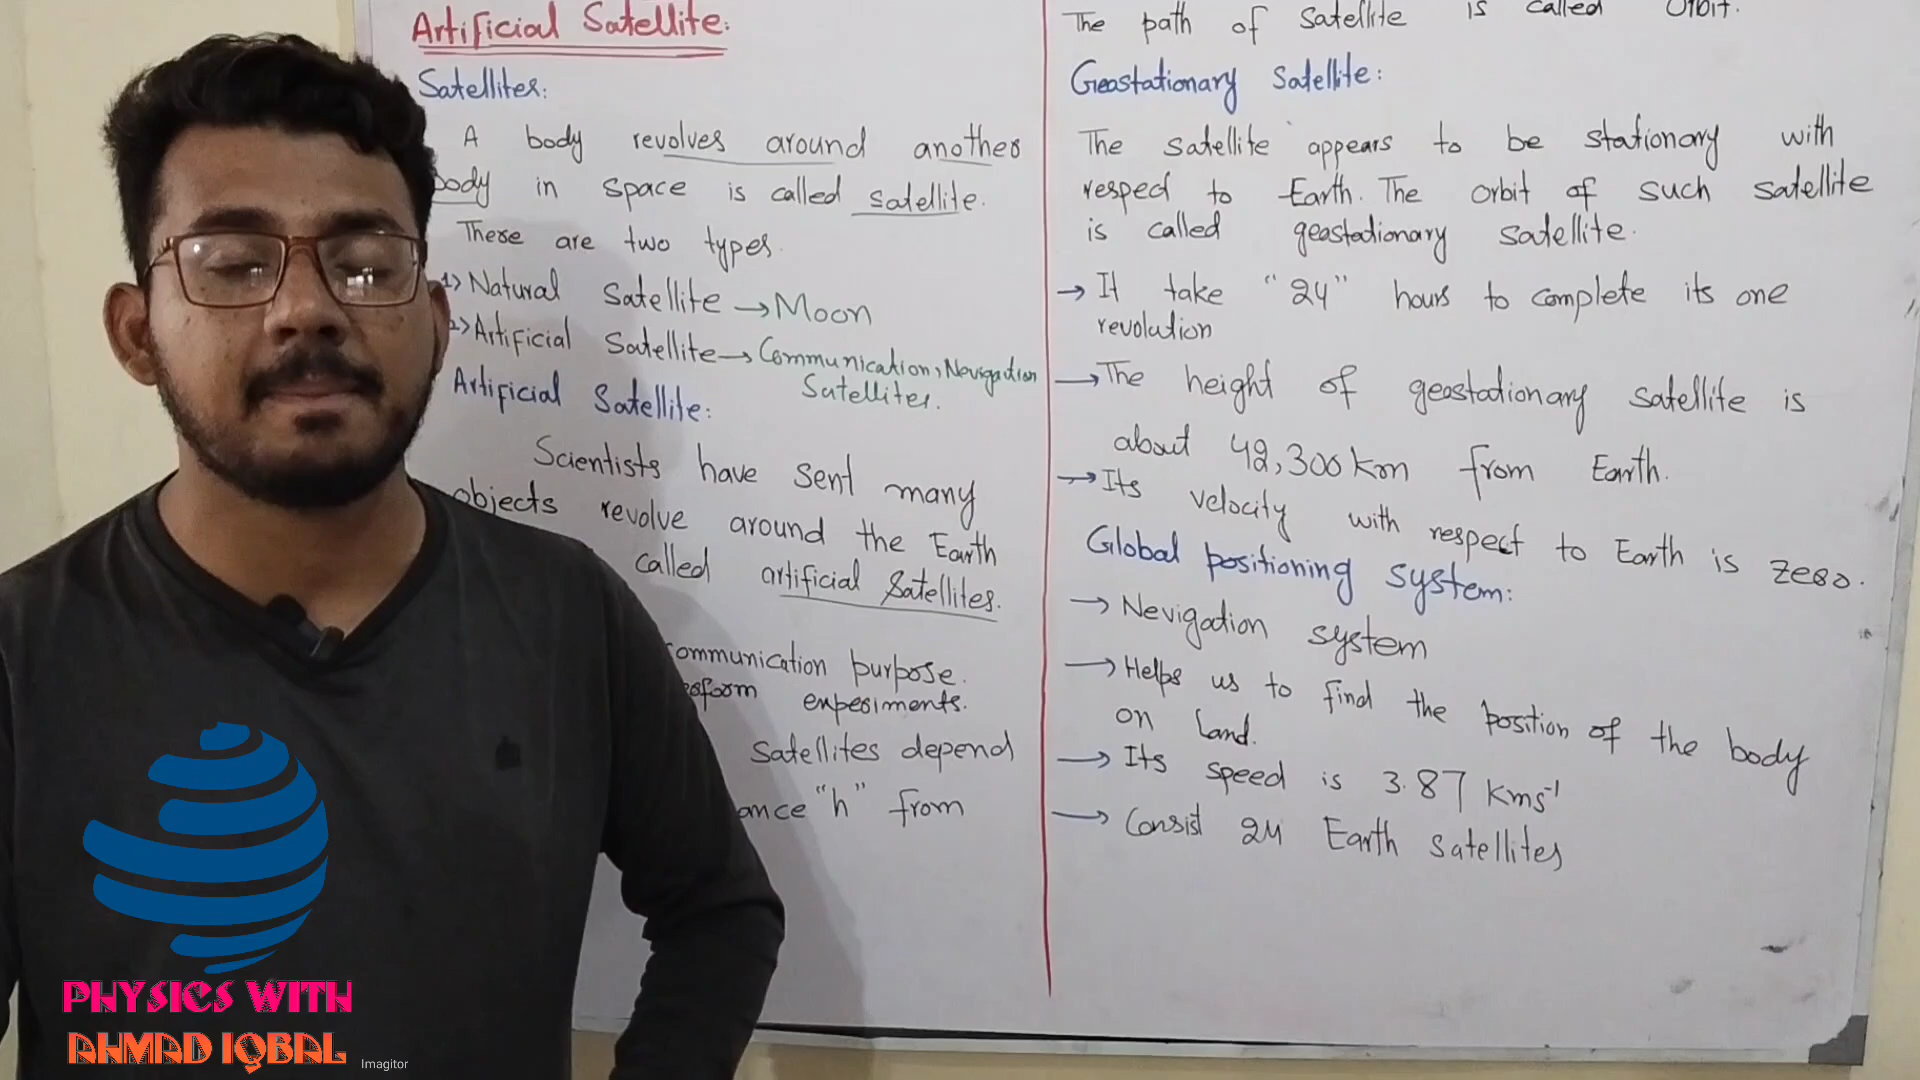 Artificial Satellite:
Satellites:
A body revolves around another
body in space is called satellite.
There are two types.
1) Natural Satellite → Moon
2) Artificial Satellite → Communication, Nevigation
Satellites.
Artificial Satellite:
Scientists have sent many
objects revolve around the Earth
called artificial Satellites.
ommunication purpose.
experiments.
Satellites depend
ance "h" from
The path of Satellite is called Orbit.
Geostationary Satellite:
The satellite appears to be stationary with
respect to Earth. The orbit of such satellite
is called geostationary satellite.
→ It take "24" hours to complete its one
revolution
→ The height of geostationary satellite is
about 42,300 km from Earth.
→ Its velocity with respect to Earth is zero.
Global positioning system:
→ Nevigation system
→ Helps us to find the position of the body
on land.
→ Its speed is 3.87 kms⁻¹
→ Consist 24 Earth satellites
PHYSICS WITH
AHMAD IQBAL
Imagitor